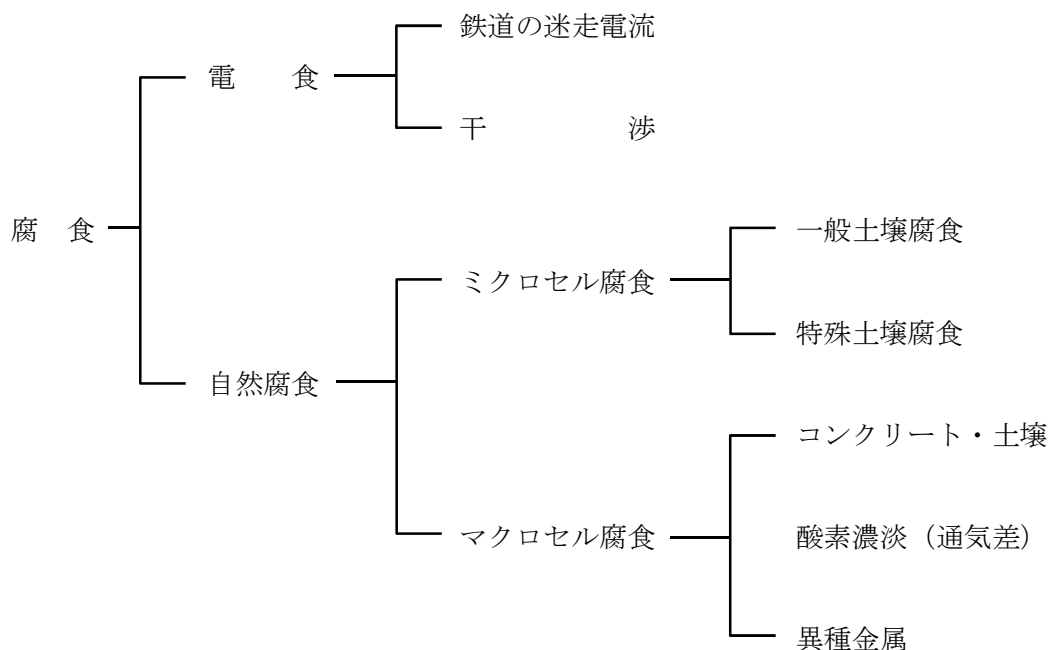 鉄道の迷走電流
電　　食
干　　　　　渉
腐　食
一般土壌腐食
ミクロセル腐食
特殊土壌腐食
自然腐食
コンクリート・土壌
マクロセル腐食
酸素濃淡（通気差）
異種金属